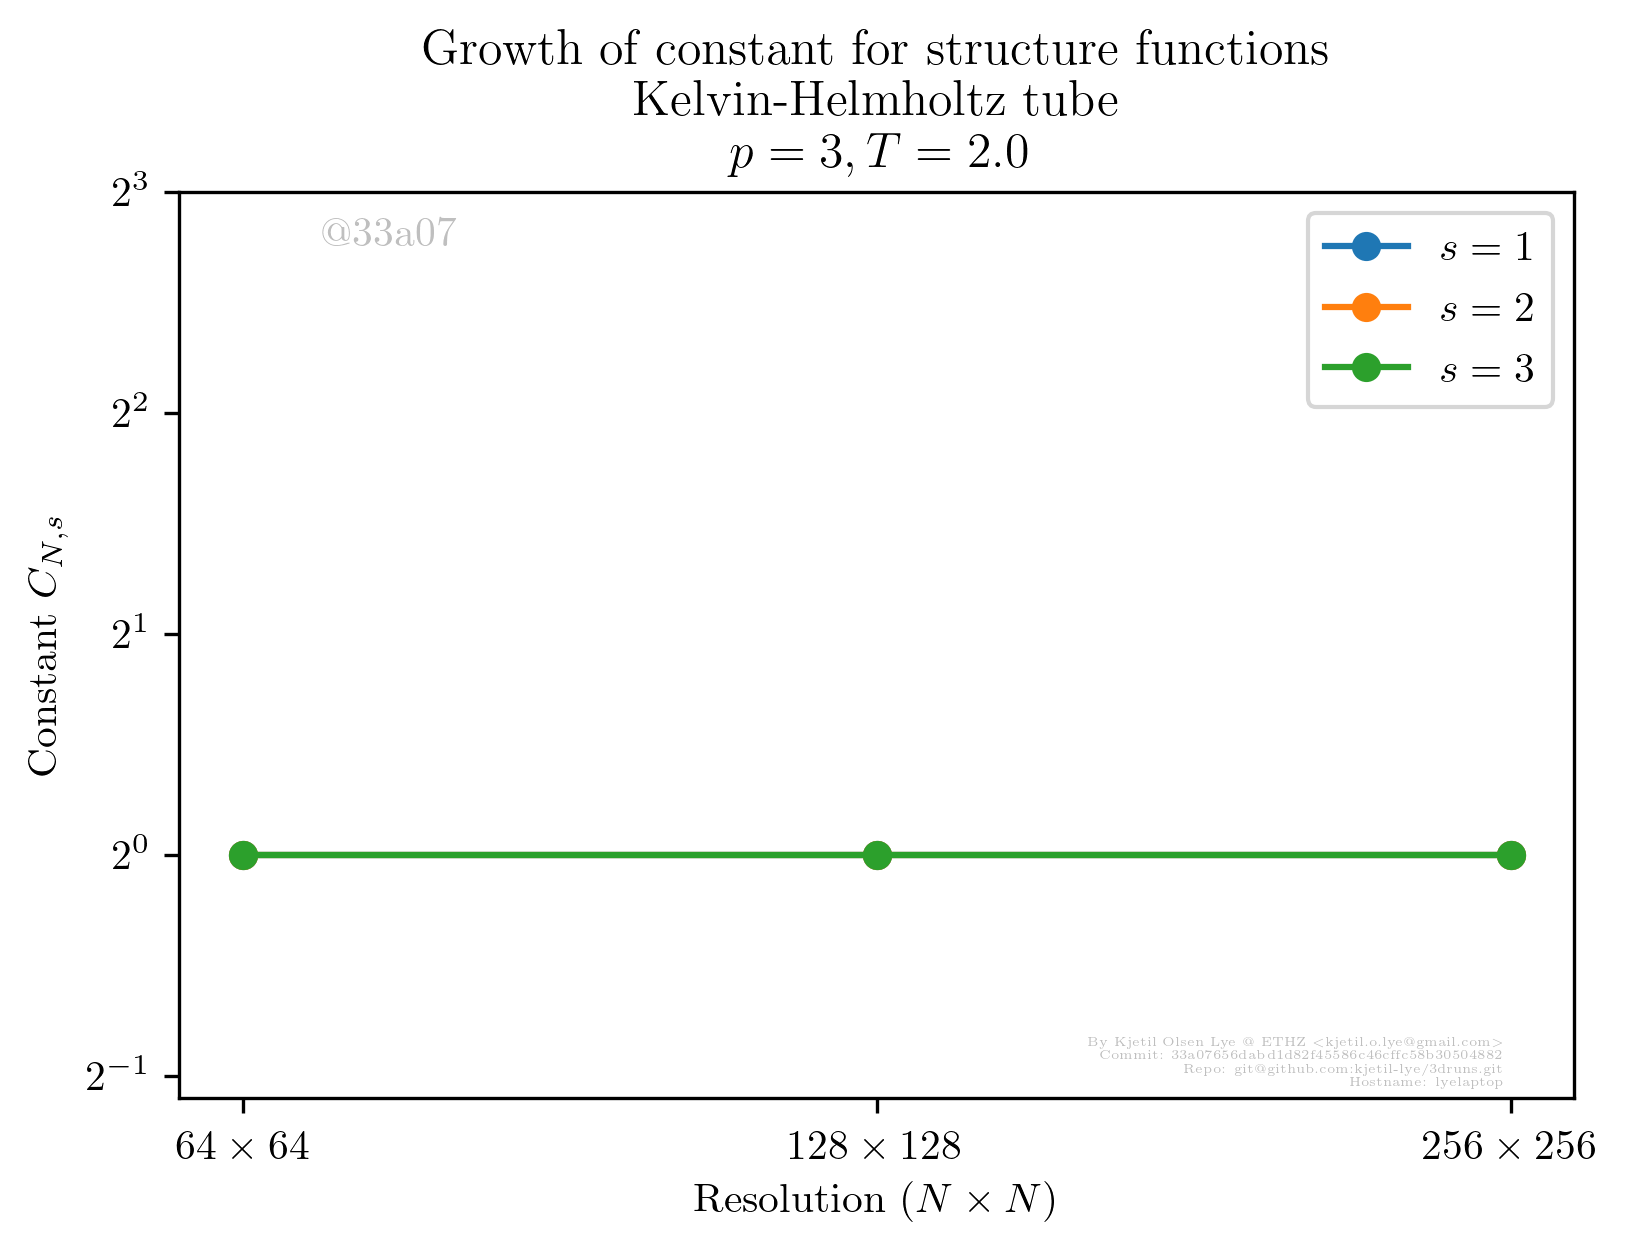 Growth of constant for structure functions
Kelvin-Helmholtz tube
p = 3, T = 2.0
2^3
@33a07
s = 1
s = 2
s = 3
2^2
2^1
Constant C_{N,s}
2^0
2^{-1}
By Kjetil Olsen Lye @ ETHZ <kjetil.o.lye@gmail.com>
Commit: 33a07656dabd1d82f45586c46cffc58b30504882
Repo: git@github.com:kjetil-lye/3druns.git
Hostname: lyelaptop
64 × 64
128 × 128
256 × 256
Resolution (N × N)